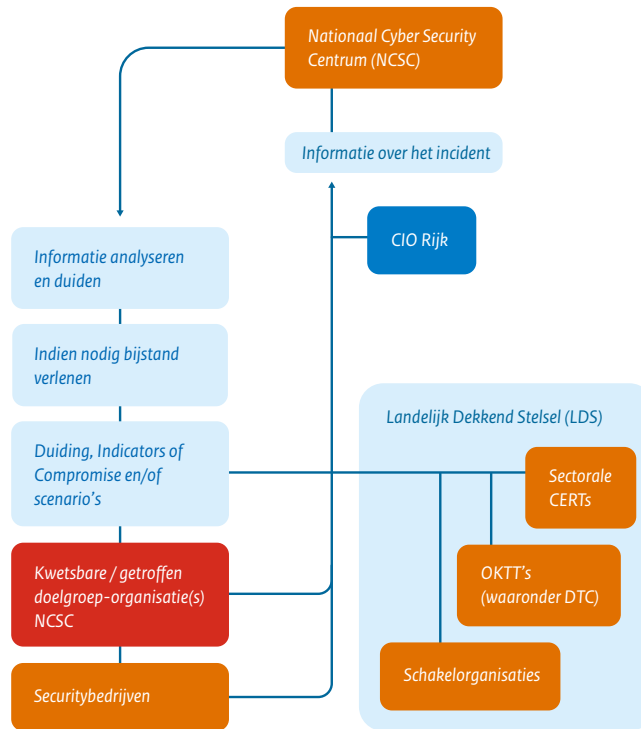 Nationaal Cyber Security
Centrum (NCSC)
Informatie over het incident
CIO Rijk
Informatie analyseren
en duiden
Indien nodig bijstand
verlenen
Landelijk Dekkend Stelsel (LDS)
Duiding, Indicators of
Compromise en/of
scenario's
Sectorale
CERTs
Kwetsbare / getroffen
doelgroep-organisatie(s)
NCSC
OKTT's
(waaronder DTC)
Schakelorganisaties
Securitybedrijven